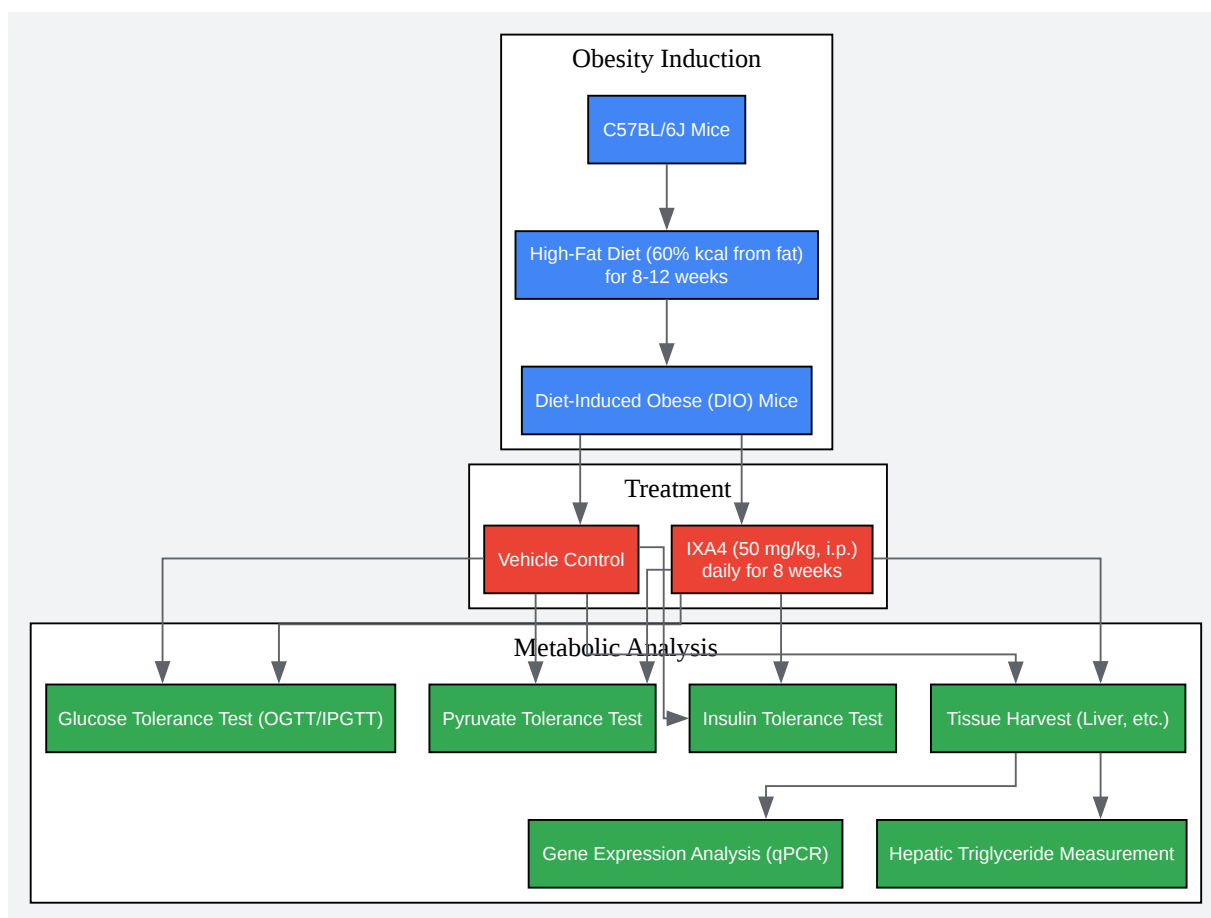 Obesity Induction
C57BL/6J Mice
High-Fat Diet (60% kcal from fat)
for 8-12 weeks
Diet-Induced Obese (DIO) Mice
Treatment
Vehicle Control
IXA4 (50 mg/kg, i.p.)
daily for 8 weeks
Metabolic Analysis
Glucose Tolerance Test (OGTT/IPGTT)
Pyruvate Tolerance Test
Insulin Tolerance Test
Tissue Harvest (Liver, etc.)
Gene Expression Analysis (qPCR)
Hepatic Triglyceride Measurement